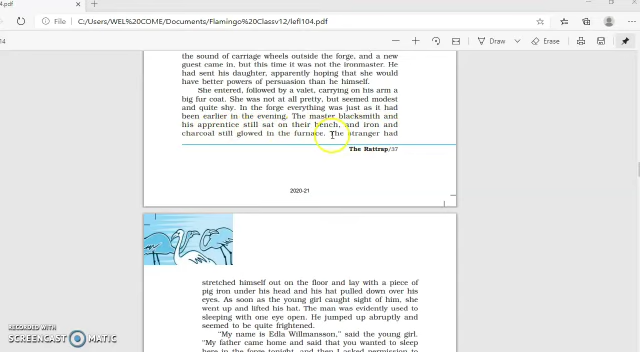 .pdf
File | C:/Users/WEL%20COME/Documents/Flamingo%20Classv12/lefl104.pdf
14
Draw
Erase
the sound of carriage wheels outside the forge, and a new
guest came in, but this time it was not the ironmaster. He
had sent his daughter, apparently hoping that she would
have better powers of persuasion than he himself.
She entered, followed by a valet, carrying on his arm a
big fur coat. She was not at all pretty, but seemed modest
and quite shy. In the forge everything was just as it had
been earlier in the evening. The master blacksmith and
his apprentice still sat on their bench, and iron and
charcoal still glowed in the furnace. The stranger had
The Rattrap/37
2020-21
stretched himself out on the floor and lay with a piece of
pig iron under his head and his hat pulled down over his
eyes. As soon as the young girl caught sight of him, she
went up and lifted his hat. The man was evidently used to
sleeping with one eye open. He jumped up abruptly and
seemed to be quite frightened.
"My name is Edla Willmansson," said the young girl.
"My father came home and said that you wanted to sleep
here in the forge tonight, and then I asked permission to
RECORDED WITH
SCREENCAST MATIC